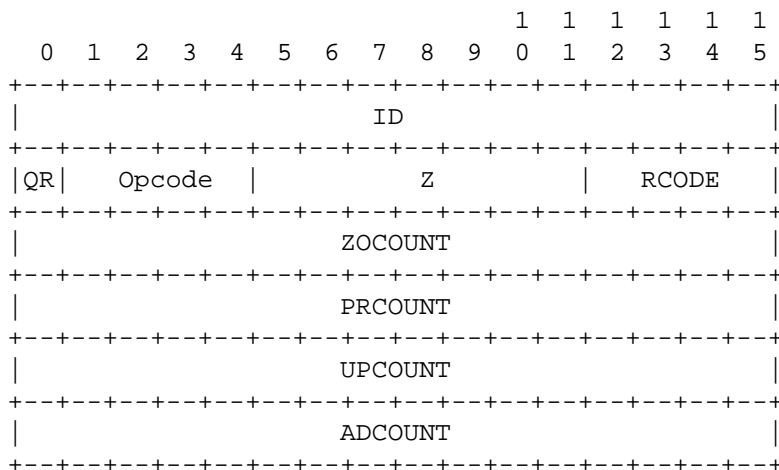 1  1  1  1  1  1
  0  1  2  3  4  5  6  7  8  9  0  1  2  3  4  5
+--+--+--+--+--+--+--+--+--+--+--+--+--+--+--+--+
|                      ID                       |
+--+--+--+--+--+--+--+--+--+--+--+--+--+--+--+--+
|QR|   Opcode  |          Z         |   RCODE   |
+--+--+--+--+--+--+--+--+--+--+--+--+--+--+--+--+
|                    ZOCOUNT                    |
+--+--+--+--+--+--+--+--+--+--+--+--+--+--+--+--+
|                    PRCOUNT                    |
+--+--+--+--+--+--+--+--+--+--+--+--+--+--+--+--+
|                    UPCOUNT                    |
+--+--+--+--+--+--+--+--+--+--+--+--+--+--+--+--+
|                    ADCOUNT                    |
+--+--+--+--+--+--+--+--+--+--+--+--+--+--+--+--+